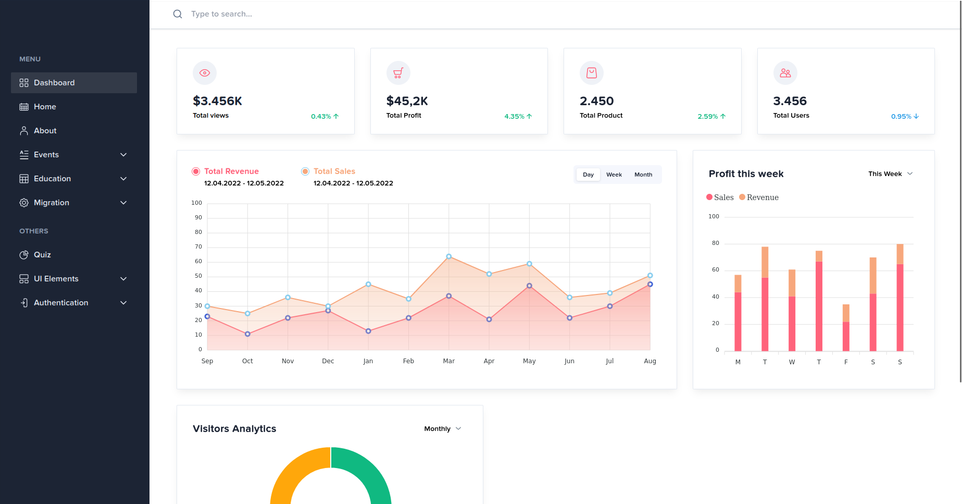 Type to search...
MENU
Dashboard
Home
About
Events
Education
Migration
OTHERS
Quiz
UI Elements
Authentication
$3.456K
Total views
0.43%
$45,2K
Total Profit
4.35%
2.450
Total Product
2.59%
3.456
Total Users
0.95%
Total Revenue
12.04.2022 - 12.05.2022
Total Sales
12.04.2022 - 12.05.2022
Day Week Month
100
90
80
70
60
50
40
30
20
10
0
Sep Oct Nov Dec Jan Feb Mar Apr May Jun Jul Aug
Profit this week
This Week
Sales Revenue
100
80
60
40
20
0
M T W T F S S
Visitors Analytics
Monthly